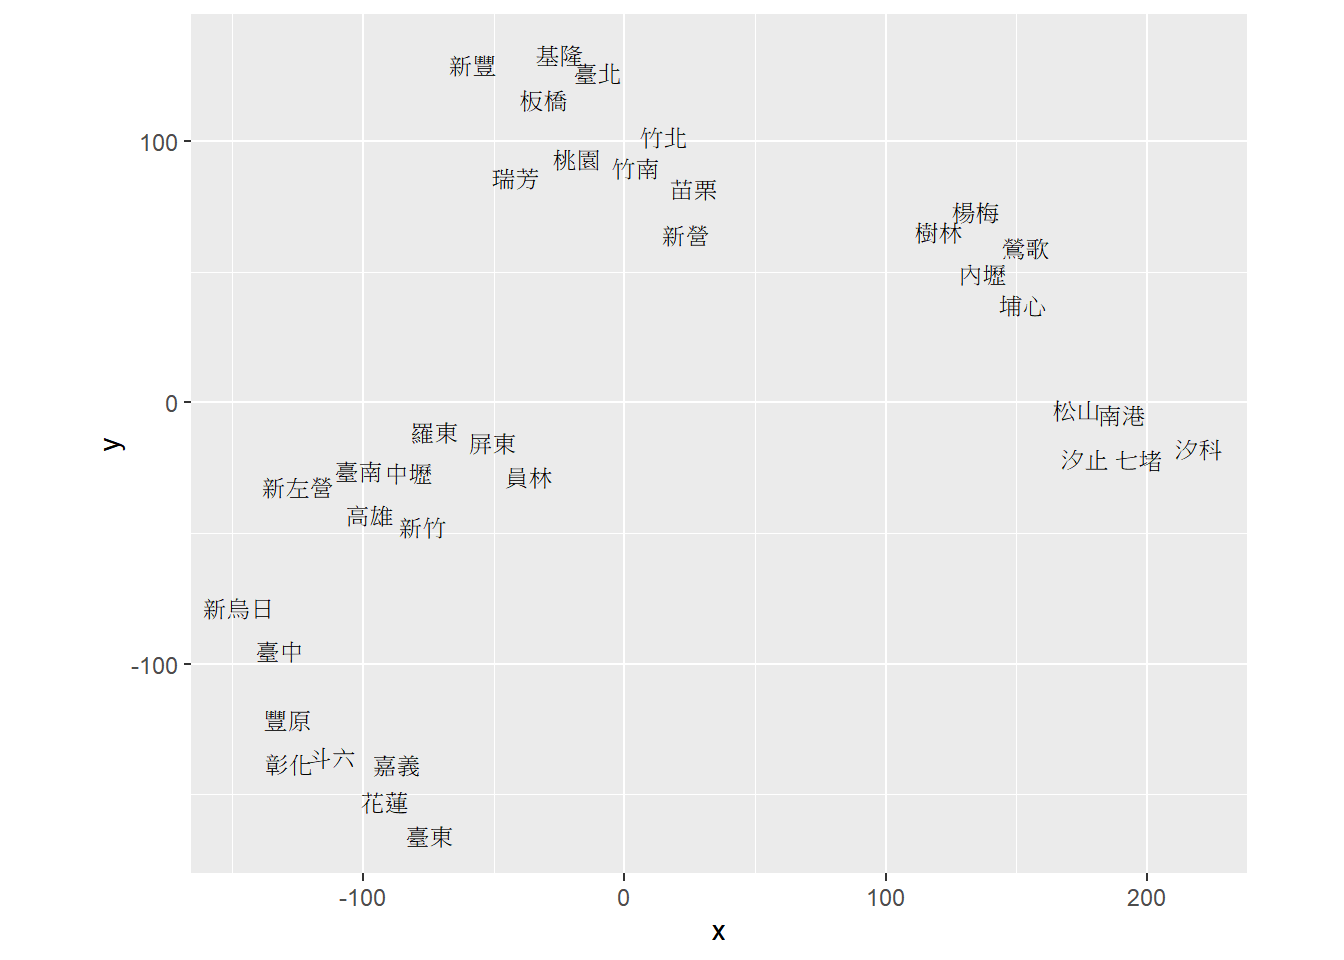 基隆
新豐
臺北
板橋
100
竹北
桃園
竹南
瑞芳
苗栗
楊梅
樹林
新營
鶯歌
內壢
埔心
0
松山
南港
羅東
屏東
汐科
汐止
七堵
臺南
中壢
員林
新左營
高雄
新竹
y
新烏日
臺中
-100
豐原
斗六
彰化
嘉義
花蓮
臺東
-100
0
100
200
x